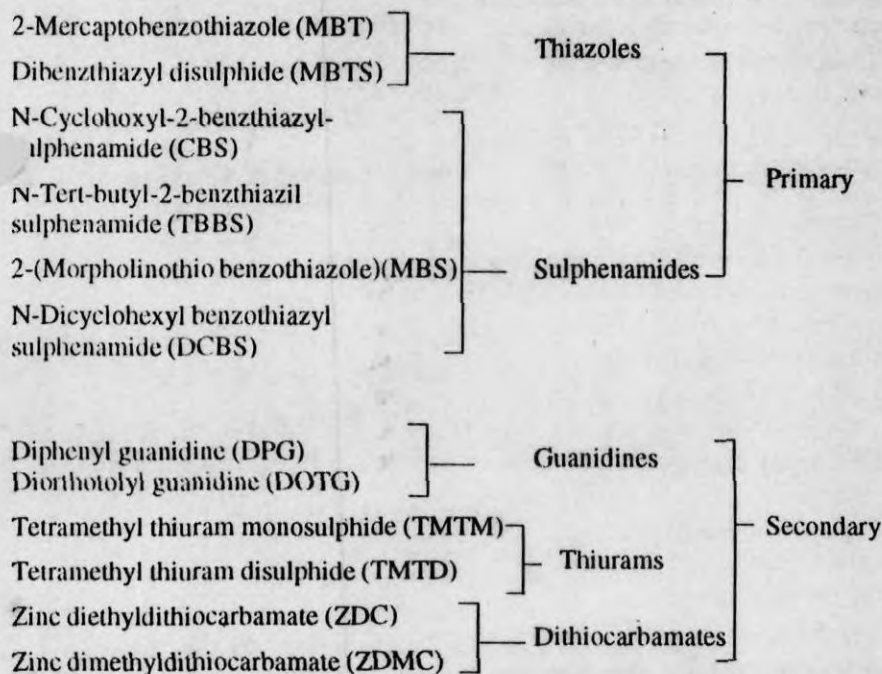 2-Mercaptobenzothiazole (MBT)
Thiazoles
Dibenzthiazyl disulphide (MBTS)
N-Cyclohoxyl-2-benzthiazyl-
ulphenamide (CBS)
Primary
N-Tert-butyl-2-benzthiazil
sulphenamide (TBBS)
2-(Morpholinothio benzothiazole)(MBS)
Sulphenamides
N-Dicyclohexyl benzothiazyl
sulphenamide (DCBS)
Diphenyl guanidine (DPG)
Guanidines
Diorthotolyl guanidine (DOTG)
Tetramethyl thiuram monosulphide (TMTM)
Secondary
Thiurams
Tetramethyl thiuram disulphide (TMTD)
Zinc diethyldithiocarbamate (ZDC)
Dithiocarbamates
Zinc dimethyldithiocarbamate (ZDMC)